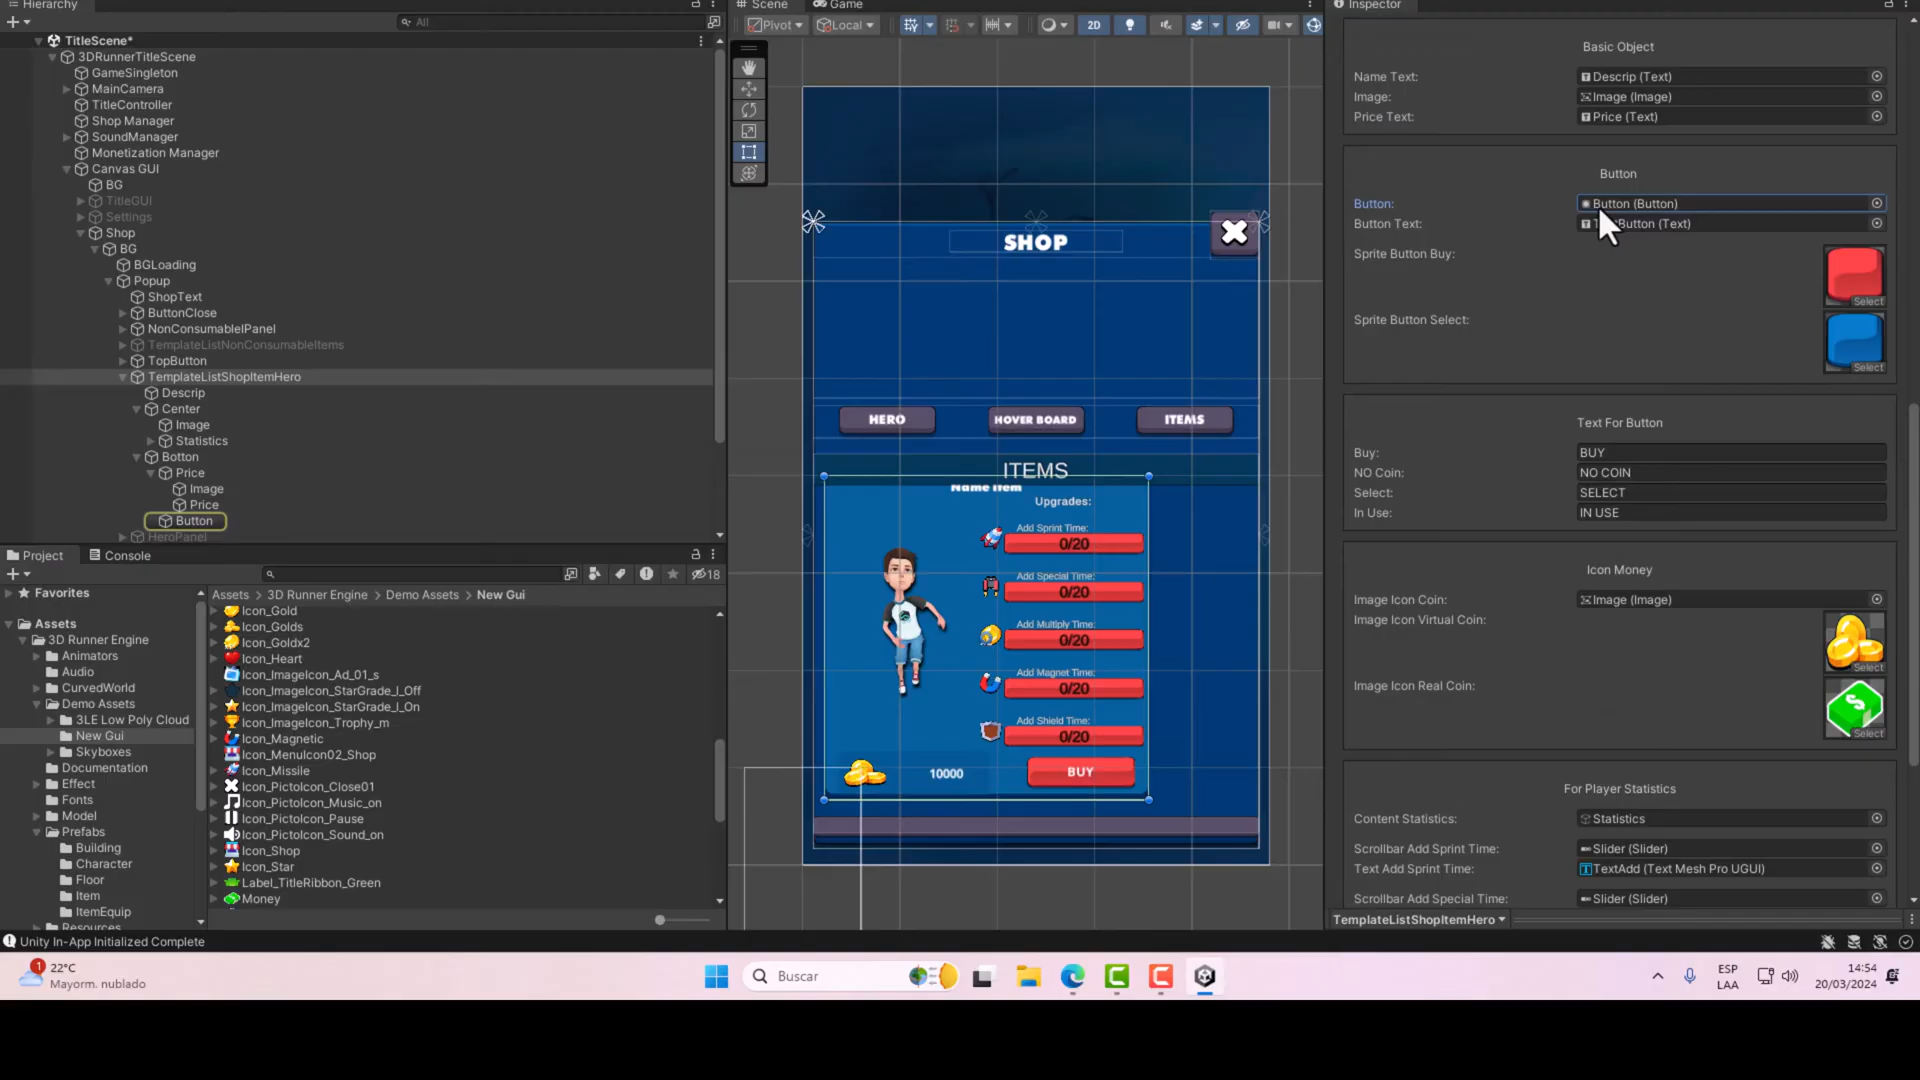 Hierarchy
All
TitleScene*
3DRunnerTitleScene
GameSingleton
MainCamera
TitleController
Shop Manager
SoundManager
Monetization Manager
Canvas GUI
BG
TitleGUI
Settings
Shop
BG
BGLoading
Popup
ShopText
ButtonClose
NonConsumablelPanel
TemplateListNonConsumableItems
TopButton
TemplateListShopItemHero
Descrip
Center
Image
Statistics
Botton
Price
Image
Price
Button
HeroPanel
Project
Console
18
Favorites
Assets
3D Runner Engine
Animators
Audio
CurvedWorld
Demo Assets
3LE Low Poly Cloud
New Gui
Skyboxes
Documentation
Effect
Fonts
Model
Prefabs
Building
Character
Floor
Item
ItemEquip
Resources
Assets > 3D Runner Engine > Demo Assets > New Gui
Icon_Gold
Icon_Golds
Icon_Goldx2
Icon_Heart
Icon_ImageIcon_Ad_01_s
Icon_ImageIcon_StarGrade_l_Off
Icon_ImageIcon_StarGrade_l_On
Icon_ImageIcon_Trophy_m
Icon_Magnetic
Icon_MenuIcon02_Shop
Icon_Missile
Icon_PictoIcon_Close01
Icon_PictoIcon_Music_on
Icon_PictoIcon_Pause
Icon_PictoIcon_Sound_on
Icon_Shop
Icon_Star
Label_TitleRibbon_Green
Money
Scene
Game
Pivot
Local
2D
SHOP
HERO
HOVER BOARD
ITEMS
ITEMS
Name Item
Upgrades:
Add Sprint Time:
0/20
Add Special Time:
0/20
Add Multiply Time:
0/20
Add Magnet Time:
0/20
Add Shield Time:
0/20
10000
BUY
Inspector
Basic Object
Name Text:
Descrip (Text)
Image:
Image (Image)
Price Text:
Price (Text)
Button
Button:
Button (Button)
Button Text:
Button (Text)
Sprite Button Buy:
Select
Sprite Button Select:
Select
Text For Button
Buy:
BUY
NO Coin:
NO COIN
Select:
SELECT
In Use:
IN USE
Icon Money
Image Icon Coin:
Image (Image)
Image Icon Virtual Coin:
Select
Image Icon Real Coin:
Select
For Player Statistics
Content Statistics:
Statistics
Scrollbar Add Sprint Time:
Slider (Slider)
Text Add Sprint Time:
TextAdd (Text Mesh Pro UGUI)
Scrollbar Add Special Time:
Slider (Slider)
TemplateListShopItemHero
Unity In-App Initialized Complete
1
22°C
Mayorm. nublado
Buscar
ESP
LAA
14:54
20/03/2024